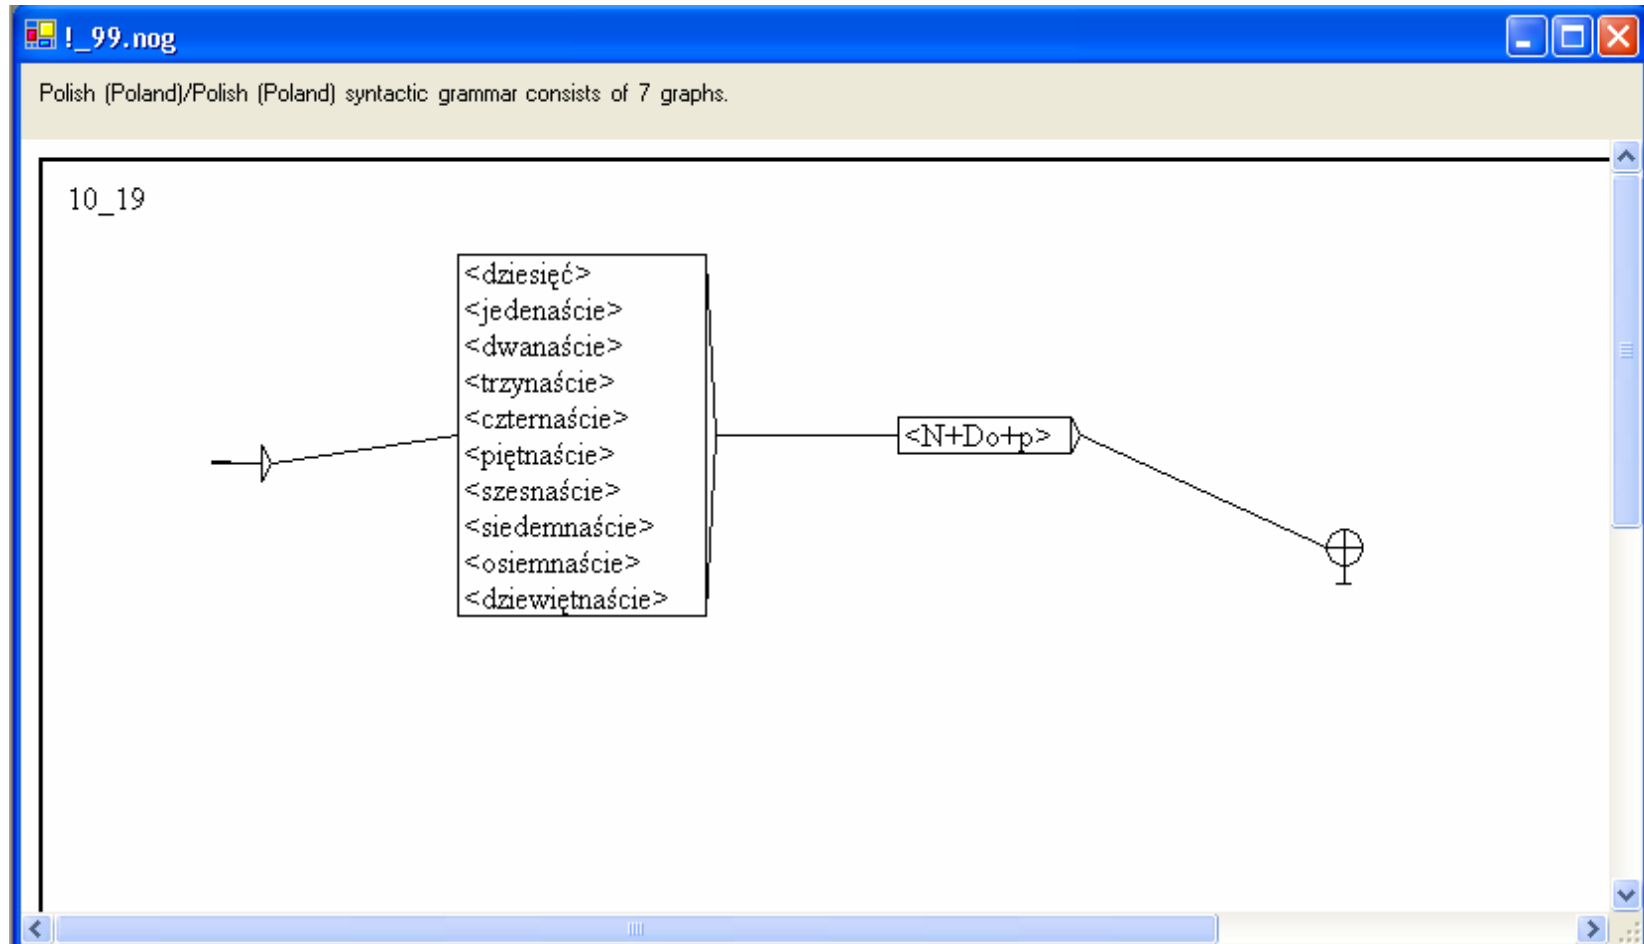 !_99.nog
Polish (Poland)/Polish (Poland) syntactic grammar consists of 7 graphs.
10_19
<dziesięć>
<jedenaście>
<dwanaście>
<trzynaście>
<czternaście>
<piętnaście>
<szesnaście>
<siedemnaście>
<osiemnaście>
<dziewiętnaście>
<N+Do+p>